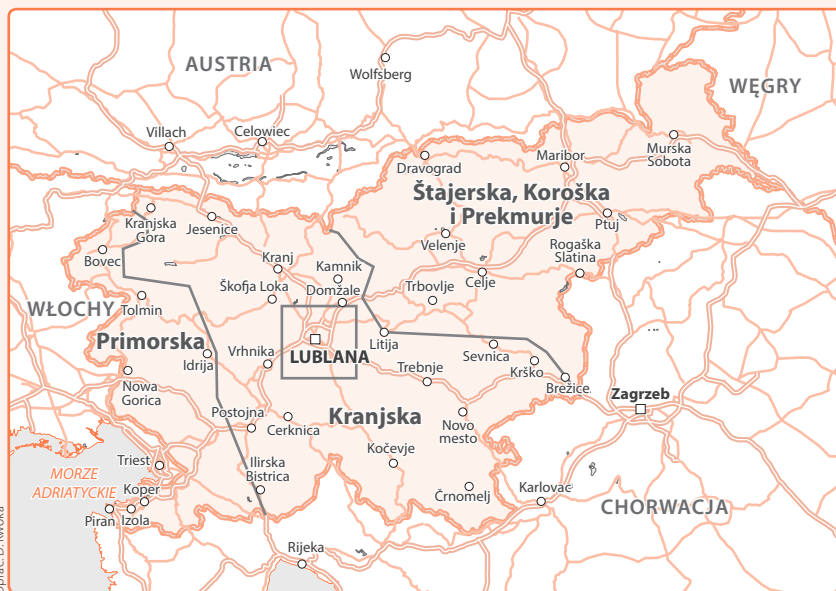 AUSTRIA
Wolfsberg
WĘGRY
Villach
Celowiec
Dravograd
Maribor
Murska
Sobota
Štajerska, Koroška
i Prekmurje
Kranjska
Gora
Jesenice
Ptuj
Velenje
Rogaška
Slatina
Bovec
Kranj
Kamnik
Celje
Škofja Loka
Domžale
Trbovlje
WŁOCHY
Tolmin
Primorska
Idrija
Vrhnika
LUBLANA
Litija
Sevnica
Trebnje
Krško
Brežice
Zagrzeb
Nowa
Gorica
Postojna
Cerknica
Kranjska
Novo
mesto
Kočevje
MORZE
ADRIATYCKIE
Triest
Ilirska
Bistrica
Koper
Črnomelj
Karlovac
CHORWACJA
Piran
Izola
Rijeka
oprac. D. Kwoka